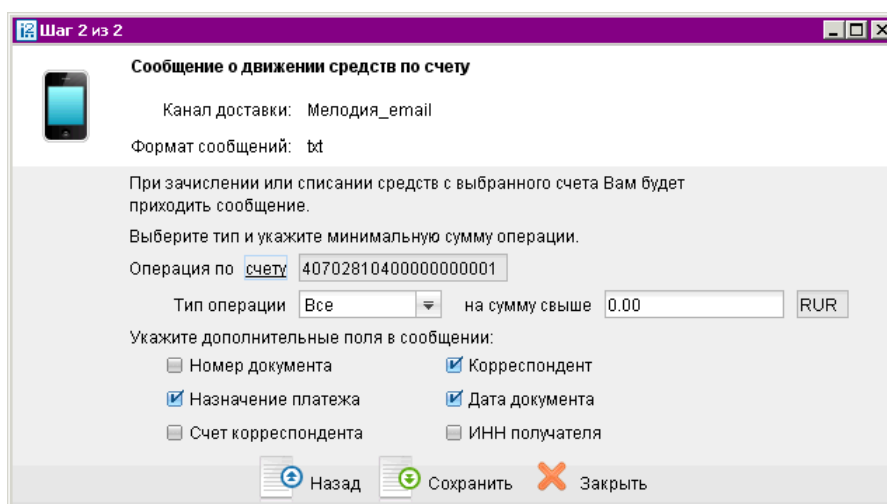 Шаг 2 из 2
Сообщение о движении средств по счету
Канал доставки: Мелодия_email
Формат сообщений: txt
При зачислении или списании средств с выбранного счета Вам будет
приходить сообщение.
Выберите тип и укажите минимальную сумму операции.
Операция по счету 40702810400000000001
Тип операции Все на сумму свыше 0.00 RUR
Укажите дополнительные поля в сообщении:
Номер документа Корреспондент
Назначение платежа Дата документа
Счет корреспондента ИНН получателя
Назад Сохранить Закрыть